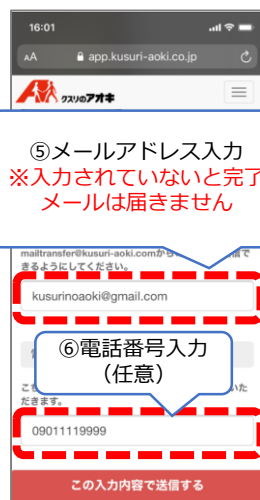 16:01
AA app.kusuri-aoki.co.jp
クスリのアオキ
⑤メールアドレス入力
※入力されていないと完了
メールは届きません
mailtransfer@kusuri-aoki.comから
きるようにしてください。
kusurinoaoki@gmail.com
⑥電話番号入力
（任意）
だきます。
09011119999
この入力内容で送信する